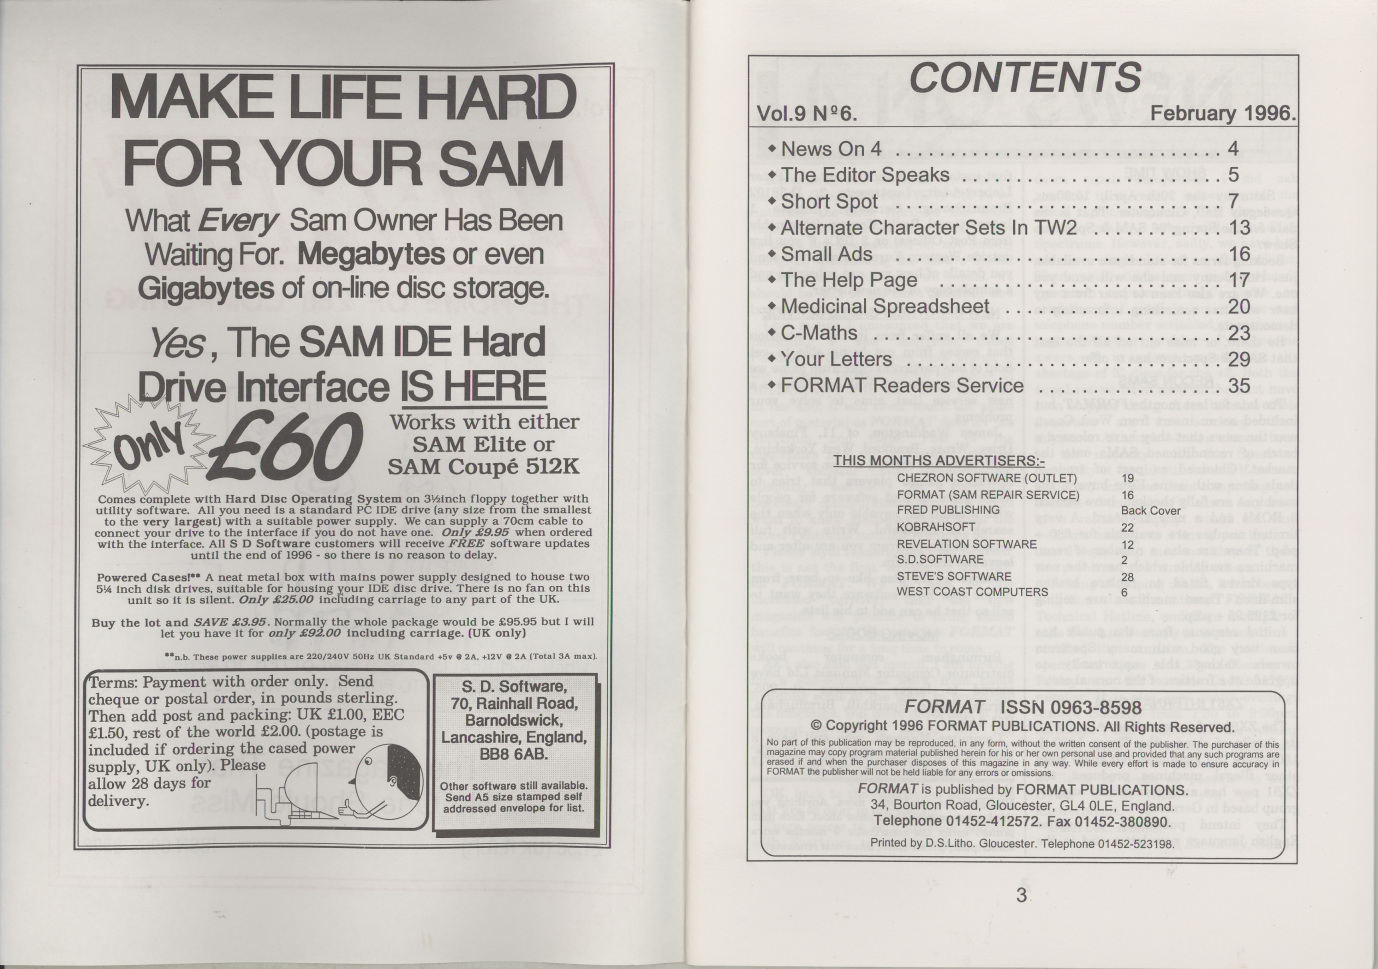 MAKE LIFE HARD
FOR YOUR SAM
What Every Sam Owner Has Been
Waiting For. Megabytes or even
Gigabytes of on-line disc storage.
Yes, The SAM IDE Hard
Drive Interface IS HERE
Only £60
Works with either
SAM Elite or
SAM Coupé 512K
Comes complete with Hard Disc Operating System on 3½inch floppy together with
utility software. All you need is a standard PC IDE drive (any size from the smallest
to the very largest) with a suitable power supply. We can supply a 70cm cable to
connect your drive to the interface if you do not have one. Only £9.95 when ordered
with the interface. All S D Software customers will receive FREE software updates
until the end of 1996 - so there is no reason to delay.
Powered Cases!** A neat metal box with mains power supply designed to house two
5¼ inch disk drives, suitable for housing your IDE disc drive. There is no fan on this
unit so it is silent. Only £25.00 including carriage to any part of the UK.
Buy the lot and SAVE £3.95. Normally the whole package would be £95.95 but I will
let you have it for only £92.00 including carriage. (UK only)
**n.b. These power supplies are 220/240V 50Hz UK Standard +5v @ 2A, +12V @ 2A (Total 3A max).
Terms: Payment with order only. Send
cheque or postal order, in pounds sterling.
Then add post and packing: UK £1.00, EEC
£1.50, rest of the world £2.00. (postage is
included if ordering the cased power
supply, UK only). Please
allow 28 days for
delivery.
S. D. Software,
70, Rainhall Road,
Barnoldswick,
Lancashire, England,
BB8 6AB.
Other software still available.
Send A5 size stamped self
addressed envelope for list.
CONTENTS
Vol.9 Nº6. February 1996.
◆ News On 4 . . . . . . . . . . . . . . . . . . . . . . . . . . . . . . 4
◆ The Editor Speaks . . . . . . . . . . . . . . . . . . . . . . . . 5
◆ Short Spot . . . . . . . . . . . . . . . . . . . . . . . . . . . . . . 7
◆ Alternate Character Sets In TW2 . . . . . . . . . . . . . 13
◆ Small Ads . . . . . . . . . . . . . . . . . . . . . . . . . . . . . . 16
◆ The Help Page . . . . . . . . . . . . . . . . . . . . . . . . . . 17
◆ Medicinal Spreadsheet . . . . . . . . . . . . . . . . . . . . 20
◆ C-Maths . . . . . . . . . . . . . . . . . . . . . . . . . . . . . . . . 23
◆ Your Letters . . . . . . . . . . . . . . . . . . . . . . . . . . . . . 29
◆ FORMAT Readers Service . . . . . . . . . . . . . . . . . 35
THIS MONTHS ADVERTISERS:-
CHEZRON SOFTWARE (OUTLET) 19
FORMAT (SAM REPAIR SERVICE) 16
FRED PUBLISHING Back Cover
KOBRAHSOFT 22
REVELATION SOFTWARE 12
S.D.SOFTWARE 2
STEVE'S SOFTWARE 28
WEST COAST COMPUTERS 6
FORMAT ISSN 0963-8598
© Copyright 1996 FORMAT PUBLICATIONS. All Rights Reserved.
No part of this publication may be reproduced, in any form, without the written consent of the publisher. The purchaser of this
magazine may copy program material published herein for his or her own personal use and provided that any such programs are
erased if and when the purchaser disposes of this magazine in any way. While every effort is made to ensure accuracy in
FORMAT the publisher will not be held liable for any errors or omissions.
FORMAT is published by FORMAT PUBLICATIONS.
34, Bourton Road, Gloucester, GL4 0LE, England.
Telephone 01452-412572. Fax 01452-380890.
Printed by D.S.Litho. Gloucester. Telephone 01452-523198.
3